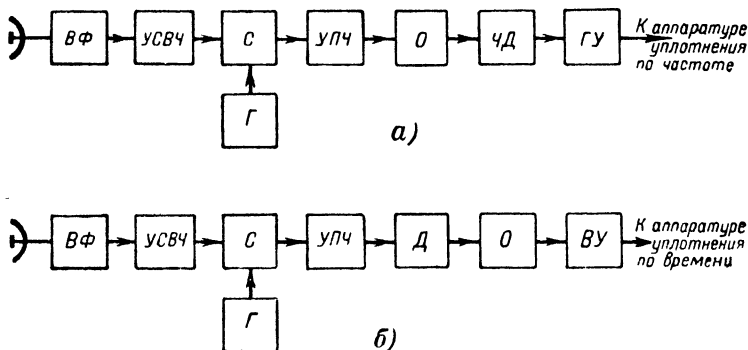 ВФ УСВЧ С УПЧ О ЧД ГУ
К аппаратуре
уплотнения
по частоте
Г
а)
ВФ УСВЧ С УПЧ Д О ВУ
К аппаратуре
уплотнения
по времени
Г
б)